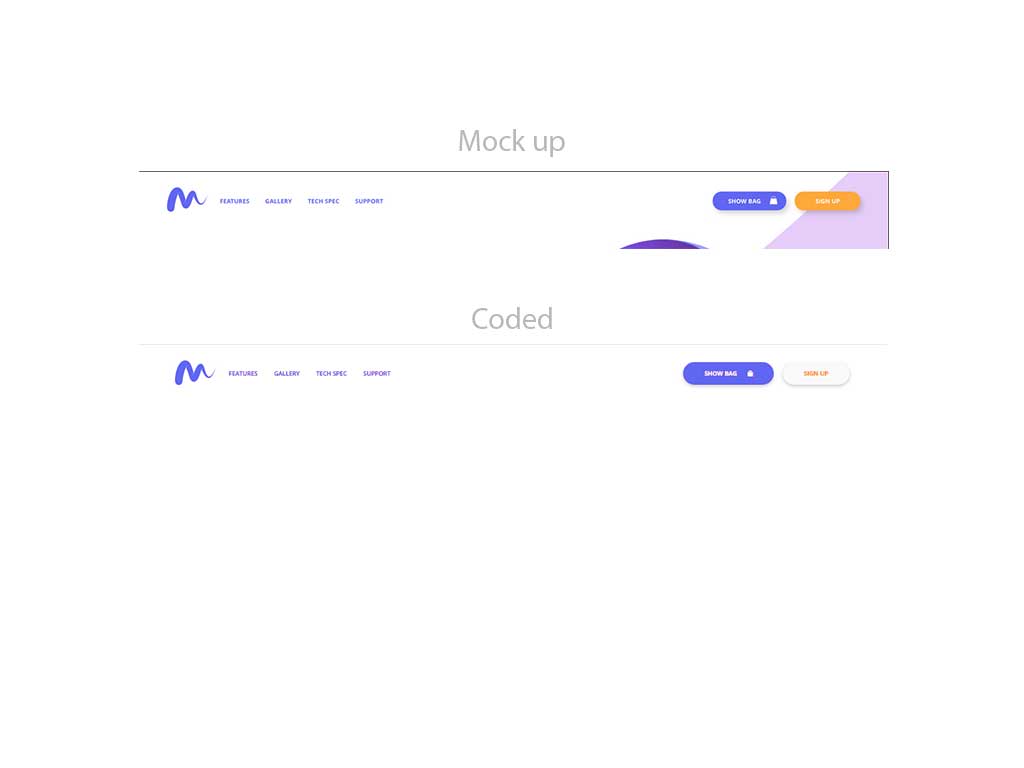 Mock up
FEATURES GALLERY TECH SPEC SUPPORT SHOW BAG SIGN UP
Coded
FEATURES GALLERY TECH SPEC SUPPORT SHOW BAG SIGN UP